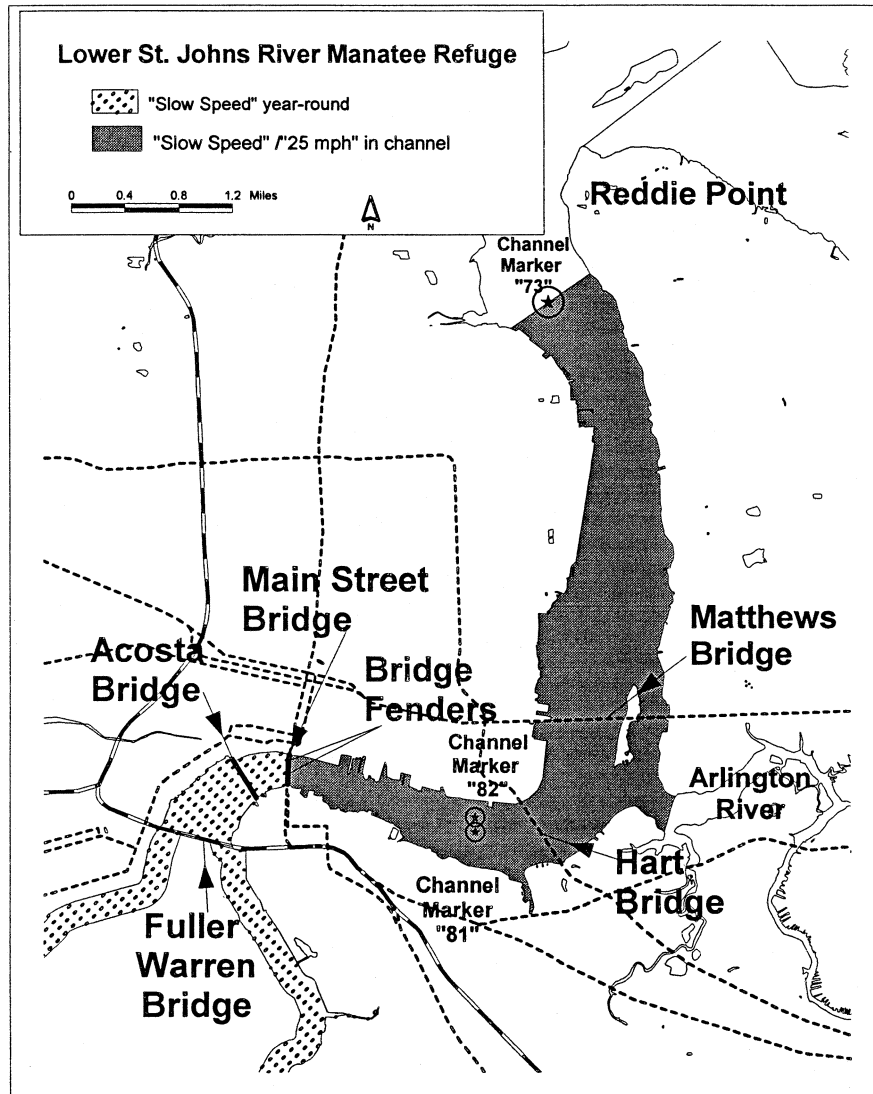 Lower St. Johns River Manatee Refuge
"Slow Speed" year-round
"Slow Speed" /"25 mph" in channel
0 0.4 0.8 1.2 Miles
N
Reddie Point
Channel
Marker
"73"
Main Street
Bridge
Matthews
Bridge
Acosta
Bridge
Bridge
Fenders
Channel
Marker
"82"
Arlington
River
Hart
Bridge
Channel
Marker
"81"
Fuller
Warren
Bridge